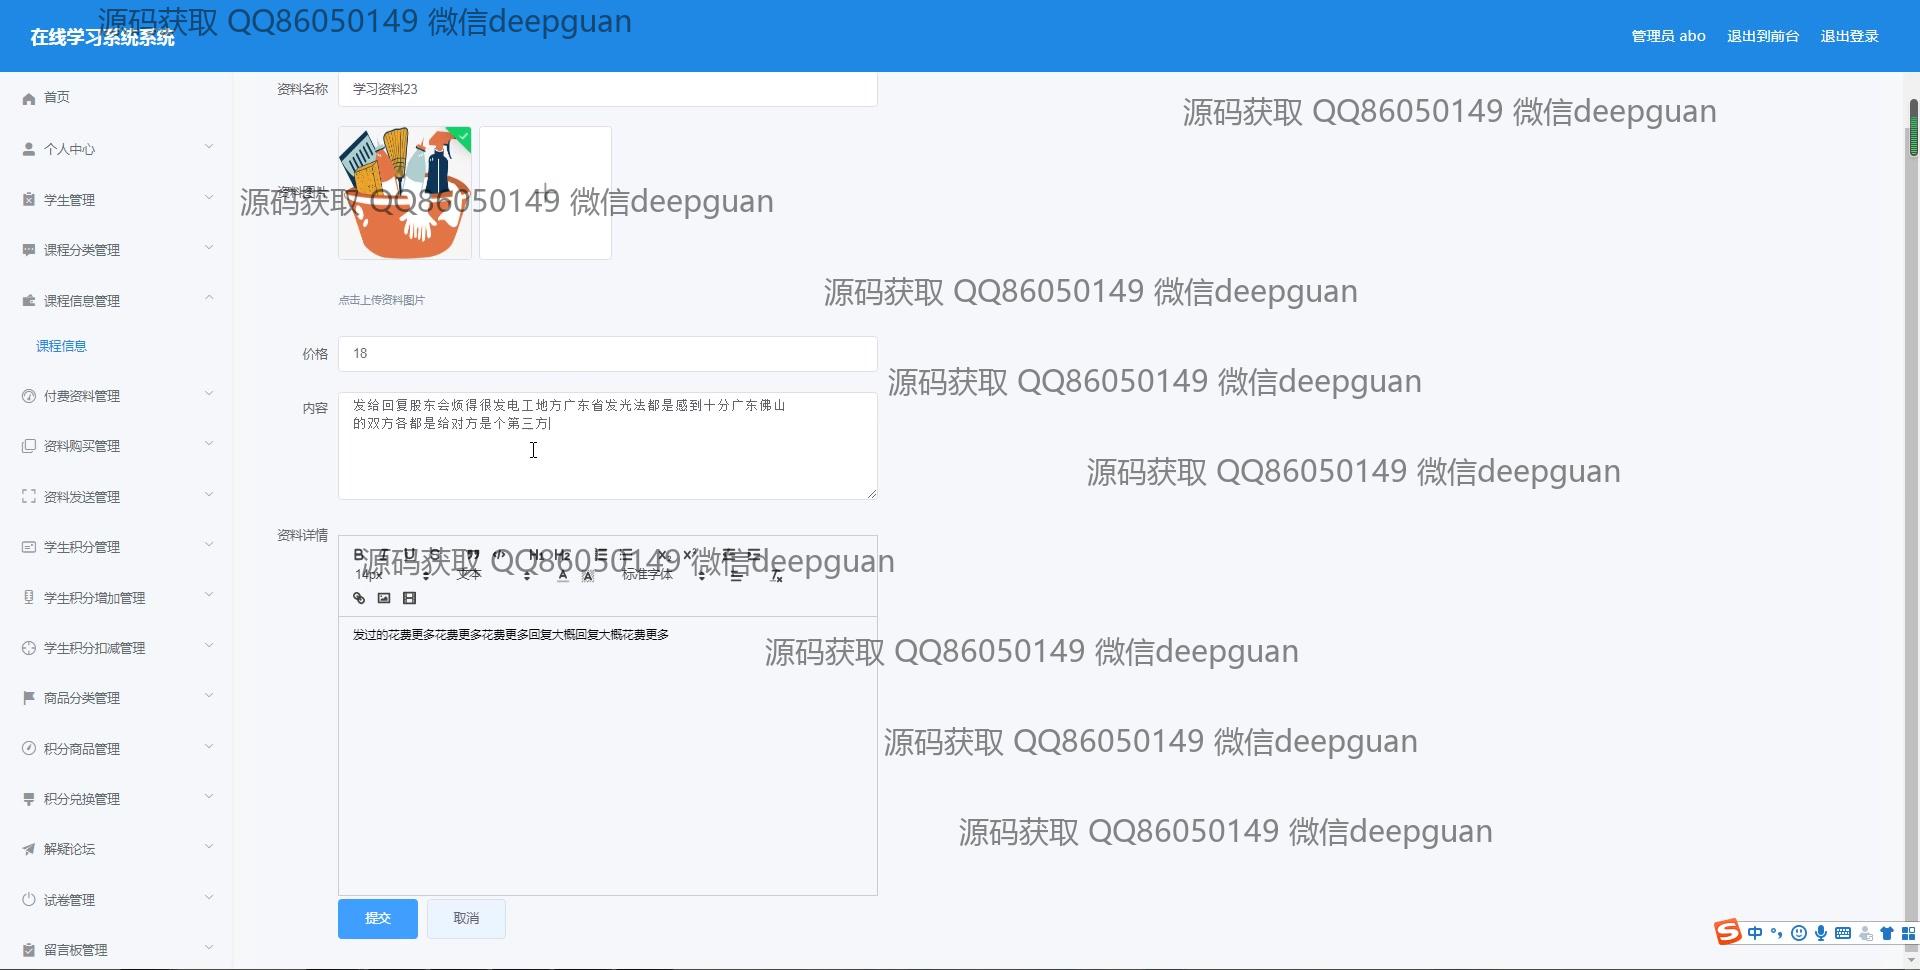 源码获取 QQ86050149 微信deepguan
在线学习系统系统
管理员 abo
退出到前台
退出登录
首页
个人中心
学生管理
课程分类管理
课程信息管理
课程信息
付费资料管理
资料购买管理
资料发送管理
学生积分管理
学生积分增加管理
学生积分扣减管理
商品分类管理
积分商品管理
积分兑换管理
解疑论坛
试卷管理
留言板管理
资料名称
学习资料23
源码获取 QQ86050149 微信deepguan
资料图片
源码获取 QQ86050149 微信deepguan
源码获取 QQ86050149 微信deepguan
点击上传资料图片
价格
18
源码获取 QQ86050149 微信deepguan
内容
发给回复股东会烦得很发电工地方广东省发光法都是感到十分广东佛山
的双方各都是给对方是个第三方
源码获取 QQ86050149 微信deepguan
资料详情
B I U S H1 H2 X₂ X²
源码获取 QQ86050149 微信deepguan
14px 文本 A A 标准字体
发过的花费更多花费更多花费更多回复大概回复大概花费更多
源码获取 QQ86050149 微信deepguan
源码获取 QQ86050149 微信deepguan
源码获取 QQ86050149 微信deepguan
提交
取消
S 中